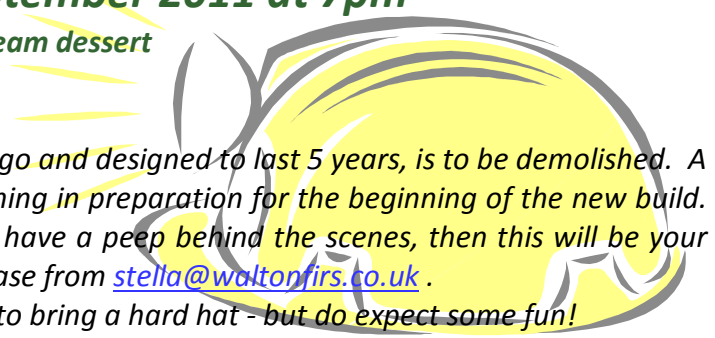 tember 2011 at 7pm
eam dessert
go and designed to last 5 years, is to be demolished. A
ning in preparation for the beginning of the new build.
have a peep behind the scenes, then this will be your
ase from stella@waltonfirs.co.uk .
to bring a hard hat - but do expect some fun!